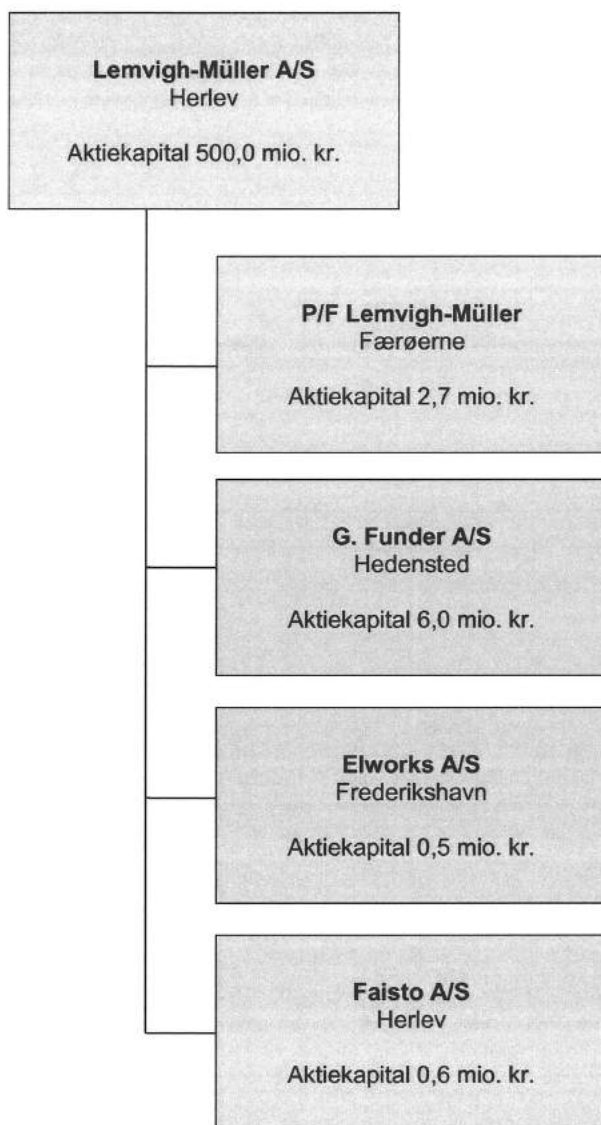 Lemvigh-Müller A/S
Herlev
Aktiekapital 500,0 mio. kr.
P/F Lemvigh-Müller
Færøerne
Aktiekapital 2,7 mio. kr.
G. Funder A/S
Hedensted
Aktiekapital 6,0 mio. kr.
Elworks A/S
Frederikshavn
Aktiekapital 0,5 mio. kr.
Faisto A/S
Herlev
Aktiekapital 0,6 mio. kr.